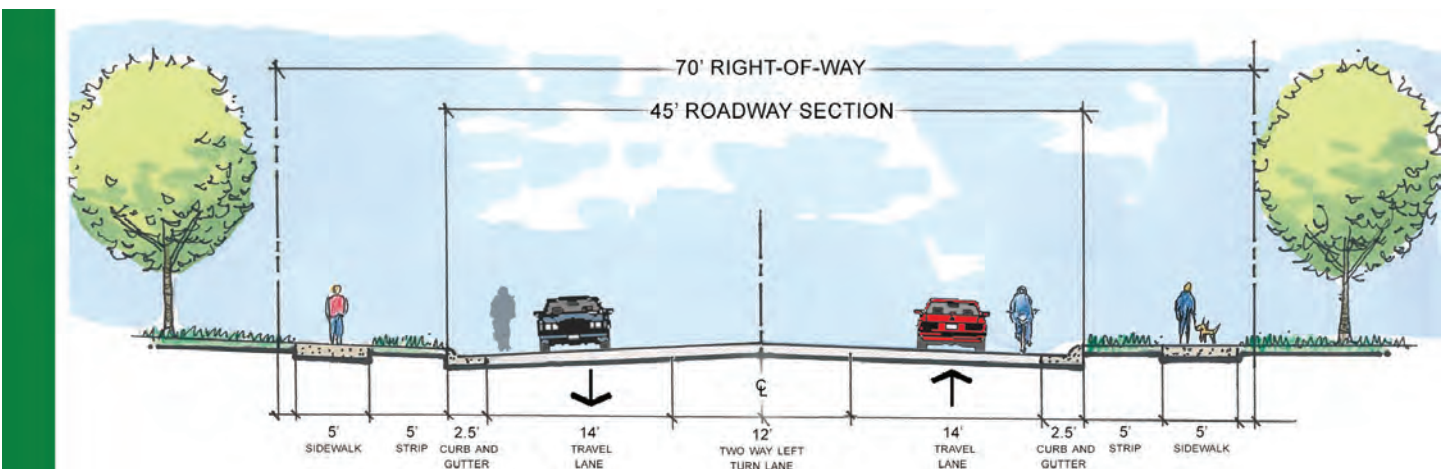 70' RIGHT-OF-WAY
45' ROADWAY SECTION
℄
5' 5' 2.5' 14' 12' 14' 2.5' 5' 5'
SIDEWALK STRIP CURB AND TRAVEL TWO WAY LEFT TRAVEL CURB AND STRIP SIDEWALK
GUTTER LANE TURN LANE LANE GUTTER